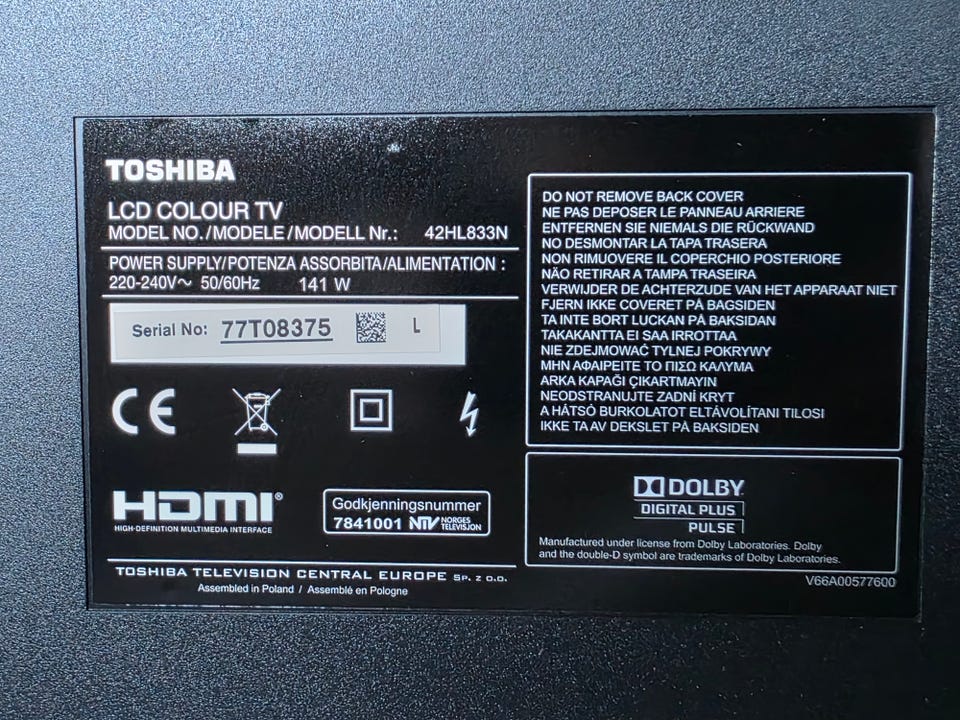 TOSHIBA
LCD COLOUR TV
MODEL NO./MODELE/MODELL Nr.: 42HL833N
POWER SUPPLY/POTENZA ASSORBITA/ALIMENTATION :
220-240V~ 50/60Hz 141 W
Serial No: 77T08375 L
CE
HDMI®
HIGH-DEFINITION MULTIMEDIA INTERFACE
Godkjenningsnummer
7841001 NTV NORGES TELEVISJON
TOSHIBA TELEVISION CENTRAL EUROPE SP. Z O.O.
Assembled in Poland / Assemblé en Pologne
DO NOT REMOVE BACK COVER
NE PAS DEPOSER LE PANNEAU ARRIERE
ENTFERNEN SIE NIEMALS DIE RÜCKWAND
NO DESMONTAR LA TAPA TRASERA
NON RIMUOVERE IL COPERCHIO POSTERIORE
NÃO RETIRAR A TAMPA TRASEIRA
VERWIJDER DE ACHTERZUDE VAN HET APPARAAT NIET
FJERN IKKE COVERET PÅ BAGSIDEN
TA INTE BORT LUCKAN PÅ BAKSIDAN
TAKAKANTTA EI SAA IRROTTAA
NIE ZDEJMOWAĆ TYLNEJ POKRYWY
ΜΗΝ ΑΦΑΙΡΕΙΤΕ ΤΟ ΠΙΣΩ ΚΑΛΥΜΑ
ARKA KAPAĞI ÇIKARTMAYIN
NEODSTRANUJTE ZADNÍ KRYT
A HÁTSÓ BURKOLATOT ELTÁVOLÍTANI TILOSI
IKKE TA AV DEKSLET PÅ BAKSIDEN
DOLBY
DIGITAL PLUS
PULSE
Manufactured under license from Dolby Laboratories. Dolby
and the double-D symbol are trademarks of Dolby Laboratories.
V66A00577600